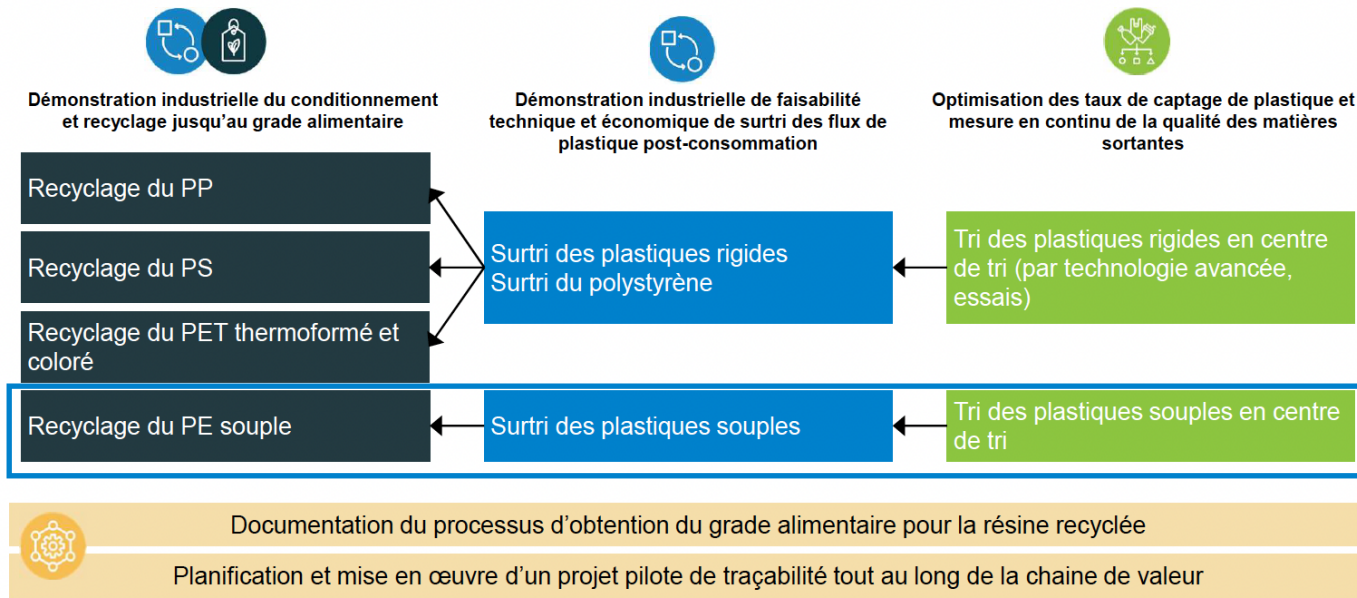 Démonstration industrielle du conditionnement
et recyclage jusqu'au grade alimentaire
Démonstration industrielle de faisabilité
technique et économique de surtri des flux de
plastique post-consommation
Optimisation des taux de captage de plastique et
mesure en continu de la qualité des matières
sortantes
Recyclage du PP
Recyclage du PS
Recyclage du PET thermoformé et
coloré
Surtri des plastiques rigides
Surtri du polystyrène
Tri des plastiques rigides en centre
de tri (par technologie avancée,
essais)
Recyclage du PE souple
Surtri des plastiques souples
Tri des plastiques souples en centre
de tri
Documentation du processus d'obtention du grade alimentaire pour la résine recyclée
Planification et mise en œuvre d'un projet pilote de traçabilité tout au long de la chaine de valeur